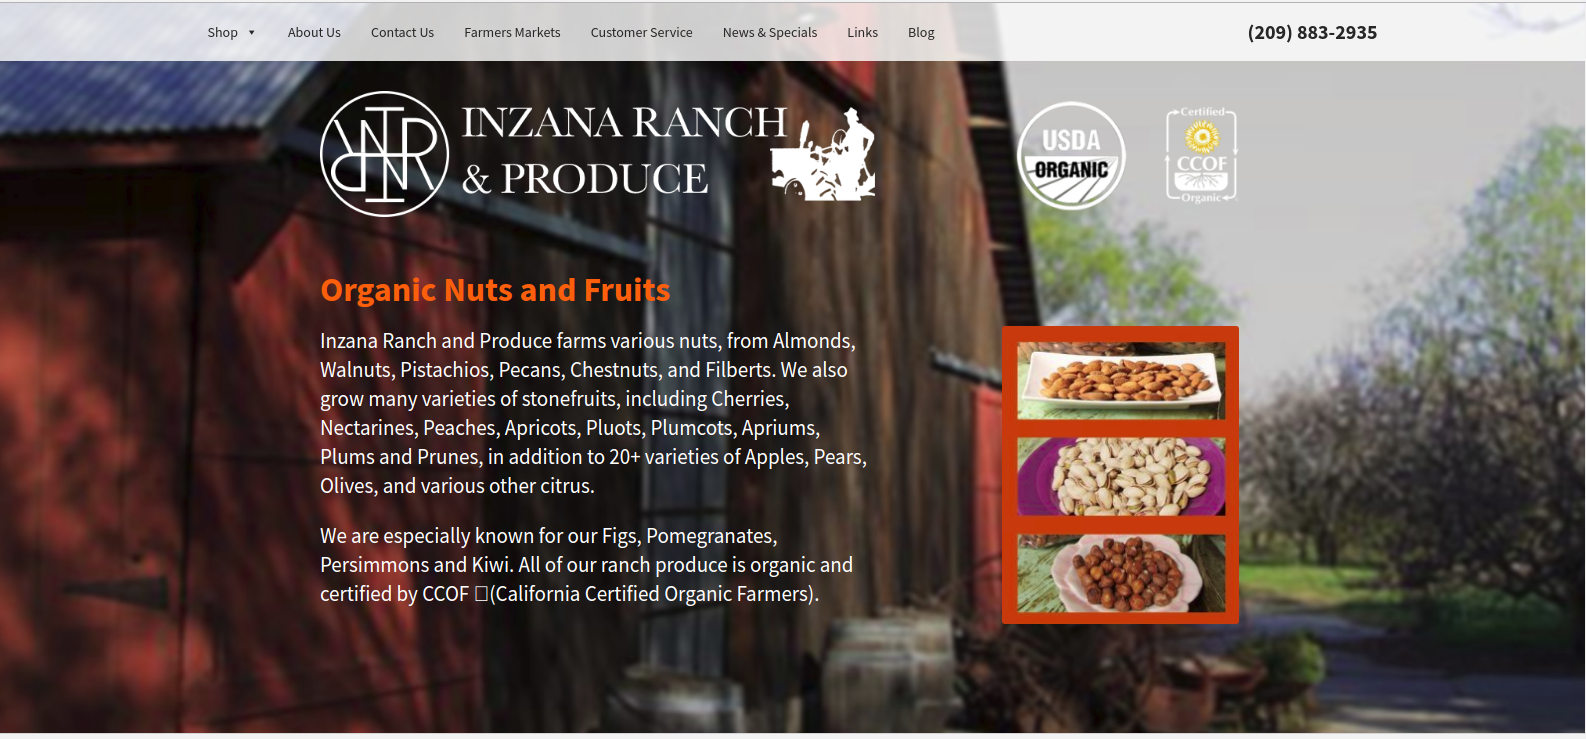 Shop ▼ About Us Contact Us Farmers Markets Customer Service News & Specials Links Blog (209) 883-2935
INZANA RANCH
& PRODUCE
USDA
ORGANIC
Certified
CCOF
Organic
Organic Nuts and Fruits
Inzana Ranch and Produce farms various nuts, from Almonds,
Walnuts, Pistachios, Pecans, Chestnuts, and Filberts. We also
grow many varieties of stonefruits, including Cherries,
Nectarines, Peaches, Apricots, Pluots, Plumcots, Apriums,
Plums and Prunes, in addition to 20+ varieties of Apples, Pears,
Olives, and various other citrus.
We are especially known for our Figs, Pomegranates,
Persimmons and Kiwi. All of our ranch produce is organic and
certified by CCOF □(California Certified Organic Farmers).